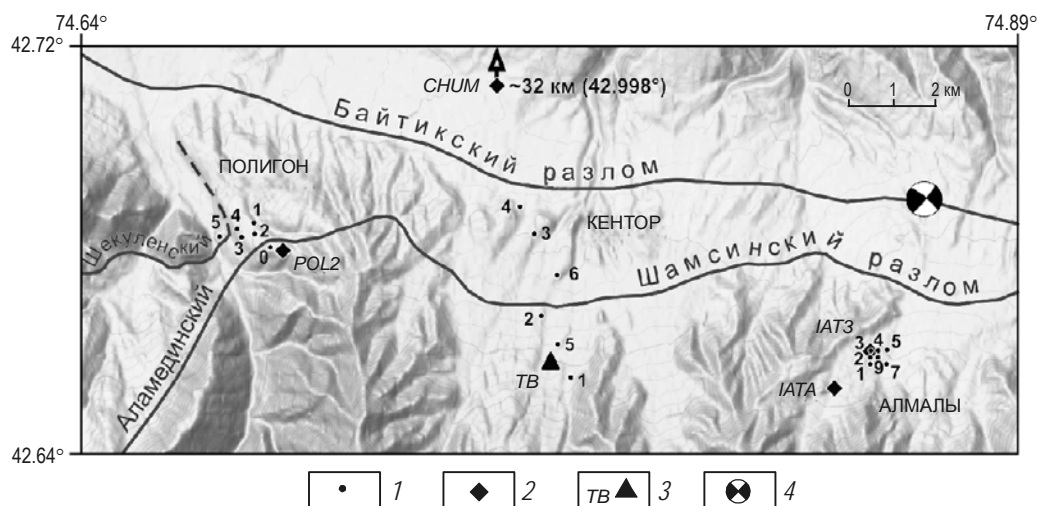 74.64°
74.89°
42.72°
CHUM
~32 км (42.998°)
0 1 2 км
Байтикский разлом
ПОЛИГОН
5 4 1
2
3
0
Шекуленский
POL2
4
КЕНТОР
3
6
Шамсинский разлом
Аламединский
2
5
ТВ
1
IAT3
3 4 5
2
1 9 7
IATA
АЛМАЛЫ
42.64°
1
2
ТВ 3
4